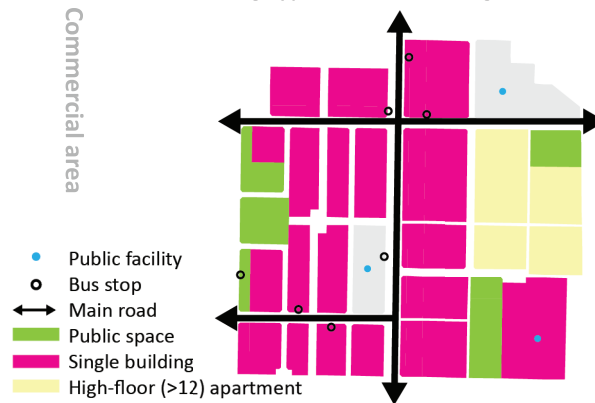 Commercial area
Public facility
Bus stop
Main road
Public space
Single building
High-floor (>12) apartment